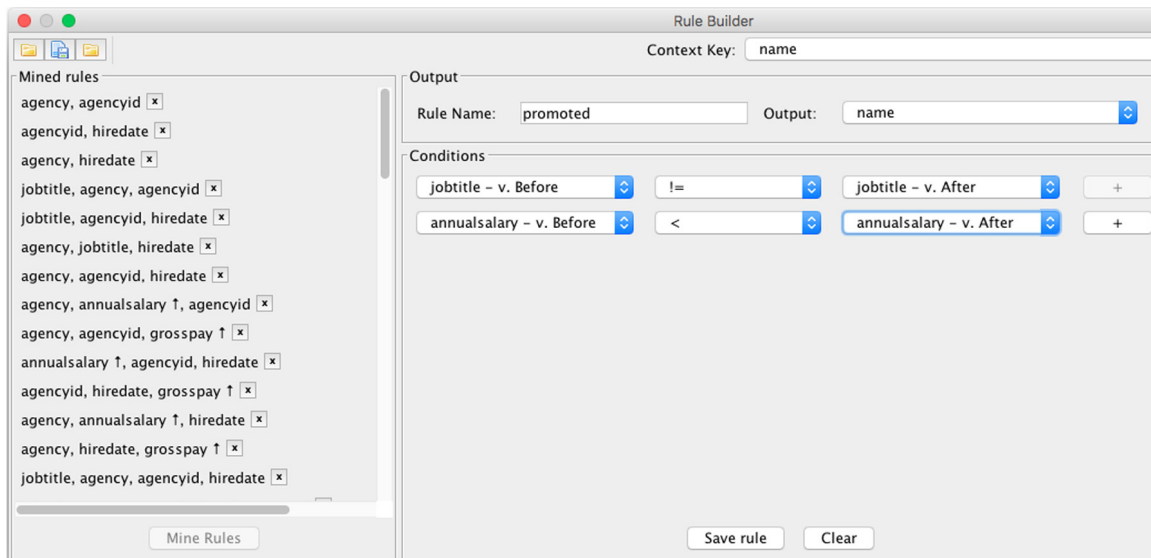 Rule Builder
Context Key: name
Mined rules
agency, agencyid x
agencyid, hiredate x
agency, hiredate x
jobtitle, agency, agencyid x
jobtitle, agencyid, hiredate x
agency, jobtitle, hiredate x
agency, agencyid, hiredate x
agency, annualsalary ↑, agencyid x
agency, agencyid, grosspay ↑ x
annualsalary ↑, agencyid, hiredate x
agencyid, hiredate, grosspay ↑ x
agency, annualsalary ↑, hiredate x
agency, hiredate, grosspay ↑ x
jobtitle, agency, agencyid, hiredate x
Mine Rules
Output
Rule Name: promoted Output: name
Conditions
jobtitle – v. Before != jobtitle – v. After +
annualsalary – v. Before < annualsalary – v. After +
Save rule Clear